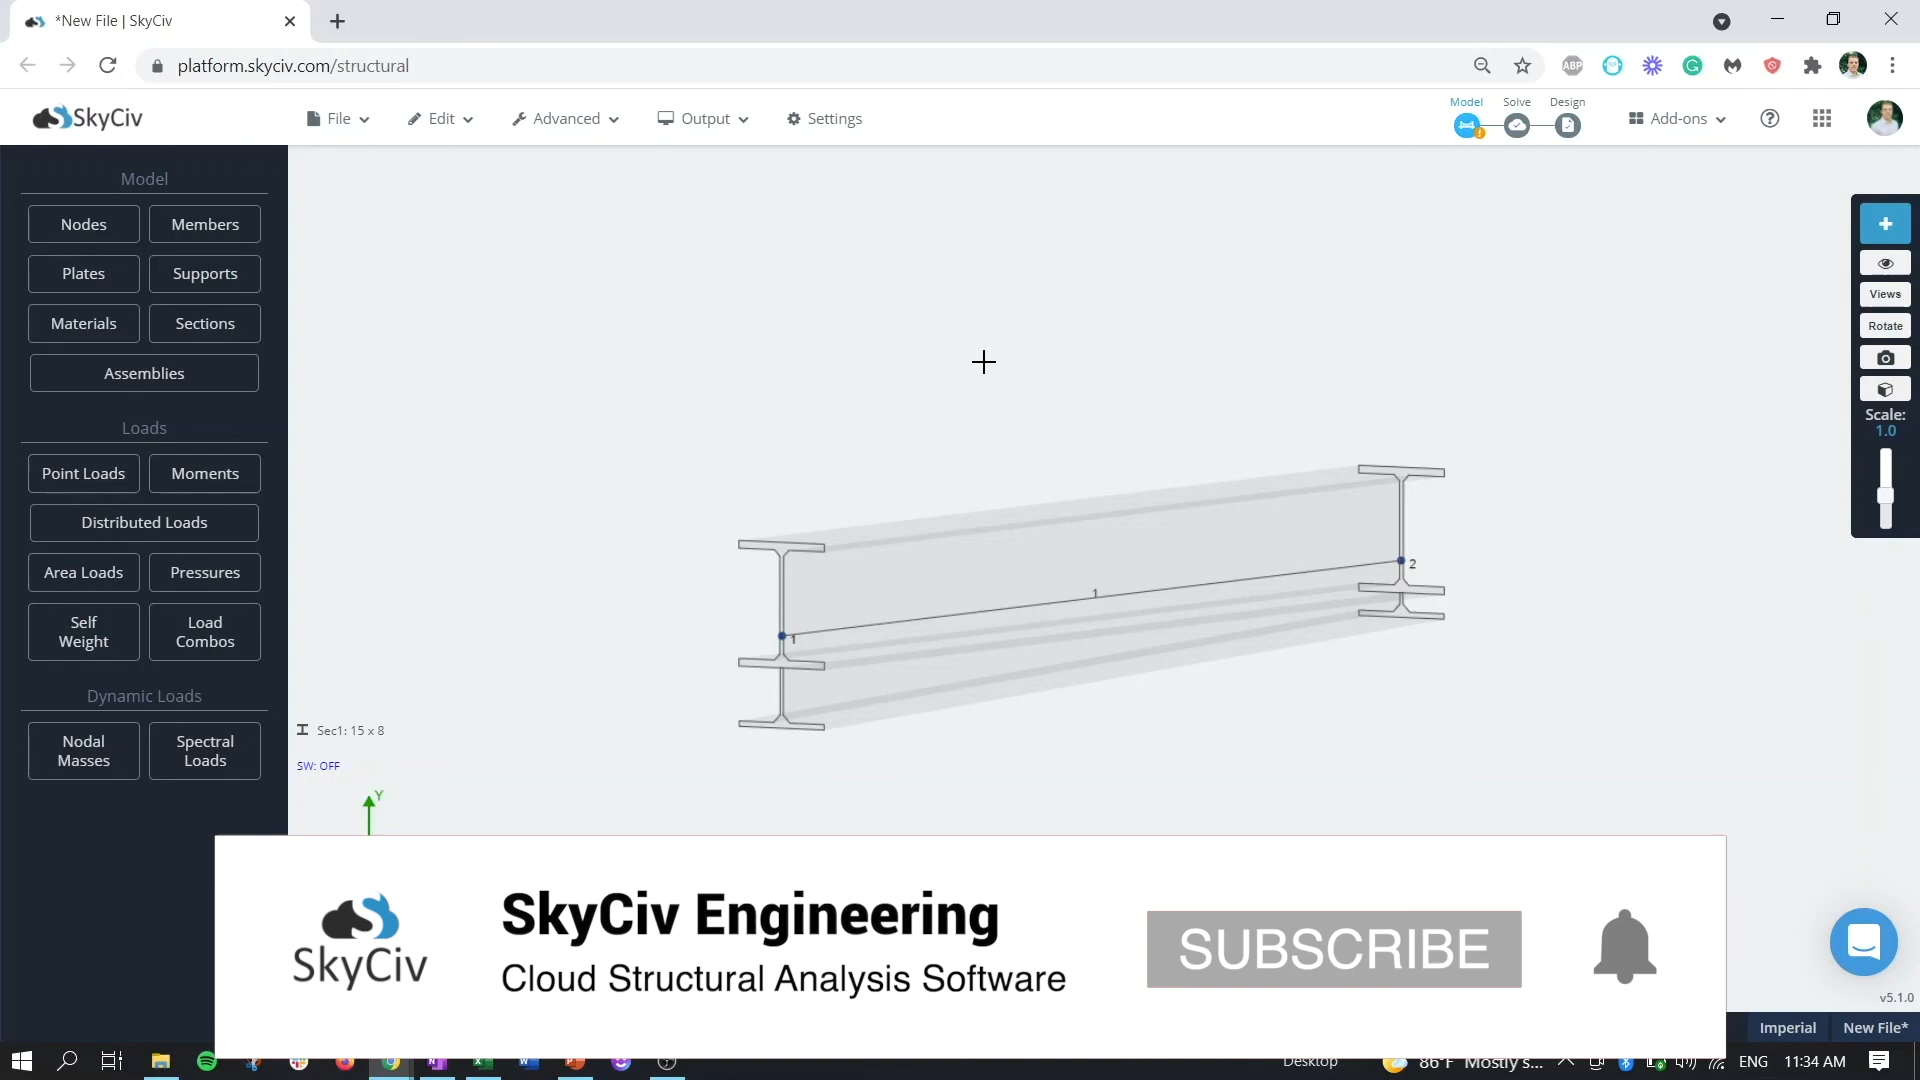 *New File | SkyCiv
platform.skyciv.com/structural
ABP
SkyCiv
File
Edit
Advanced
Output
Settings
Model
Solve
Design
Add-ons
Model
Nodes
Members
Plates
Supports
Materials
Sections
Assemblies
Loads
Point Loads
Moments
Distributed Loads
Area Loads
Pressures
Self
Weight
Load
Combos
Dynamic Loads
Nodal
Masses
Spectral
Loads
Views
Rotate
Scale:
1.0
1
1
2
Sec1: 15 x 8
SW: OFF
Y
SkyCiv
SkyCiv Engineering
Cloud Structural Analysis Software
SUBSCRIBE
v5.1.0
Imperial
New File*
Desktop
86°F Mostly s...
ENG
11:34 AM